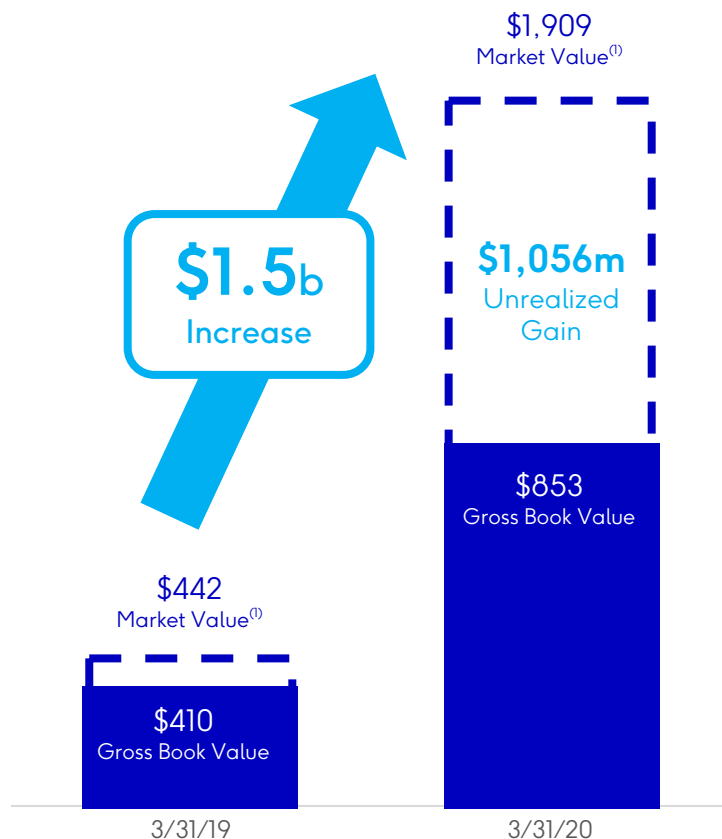 $1,909
Market Value(1)
$1.5b
Increase
$1,056m
Unrealized
Gain
$853
Gross Book Value
$442
Market Value(1)
$410
Gross Book Value
3/31/19
3/31/20